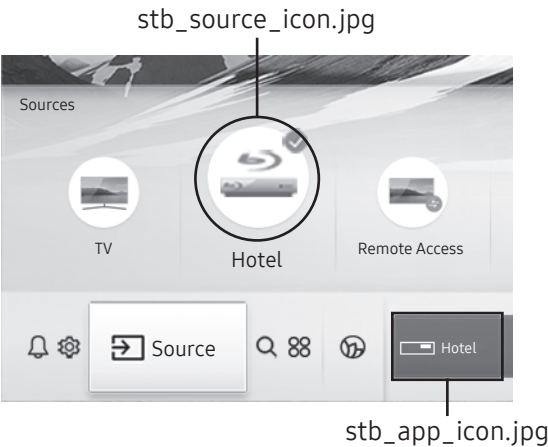 stb_source_icon.jpg
Sources
TV
Hotel
Remote Access
Source
Hotel
stb_app_icon.jpg